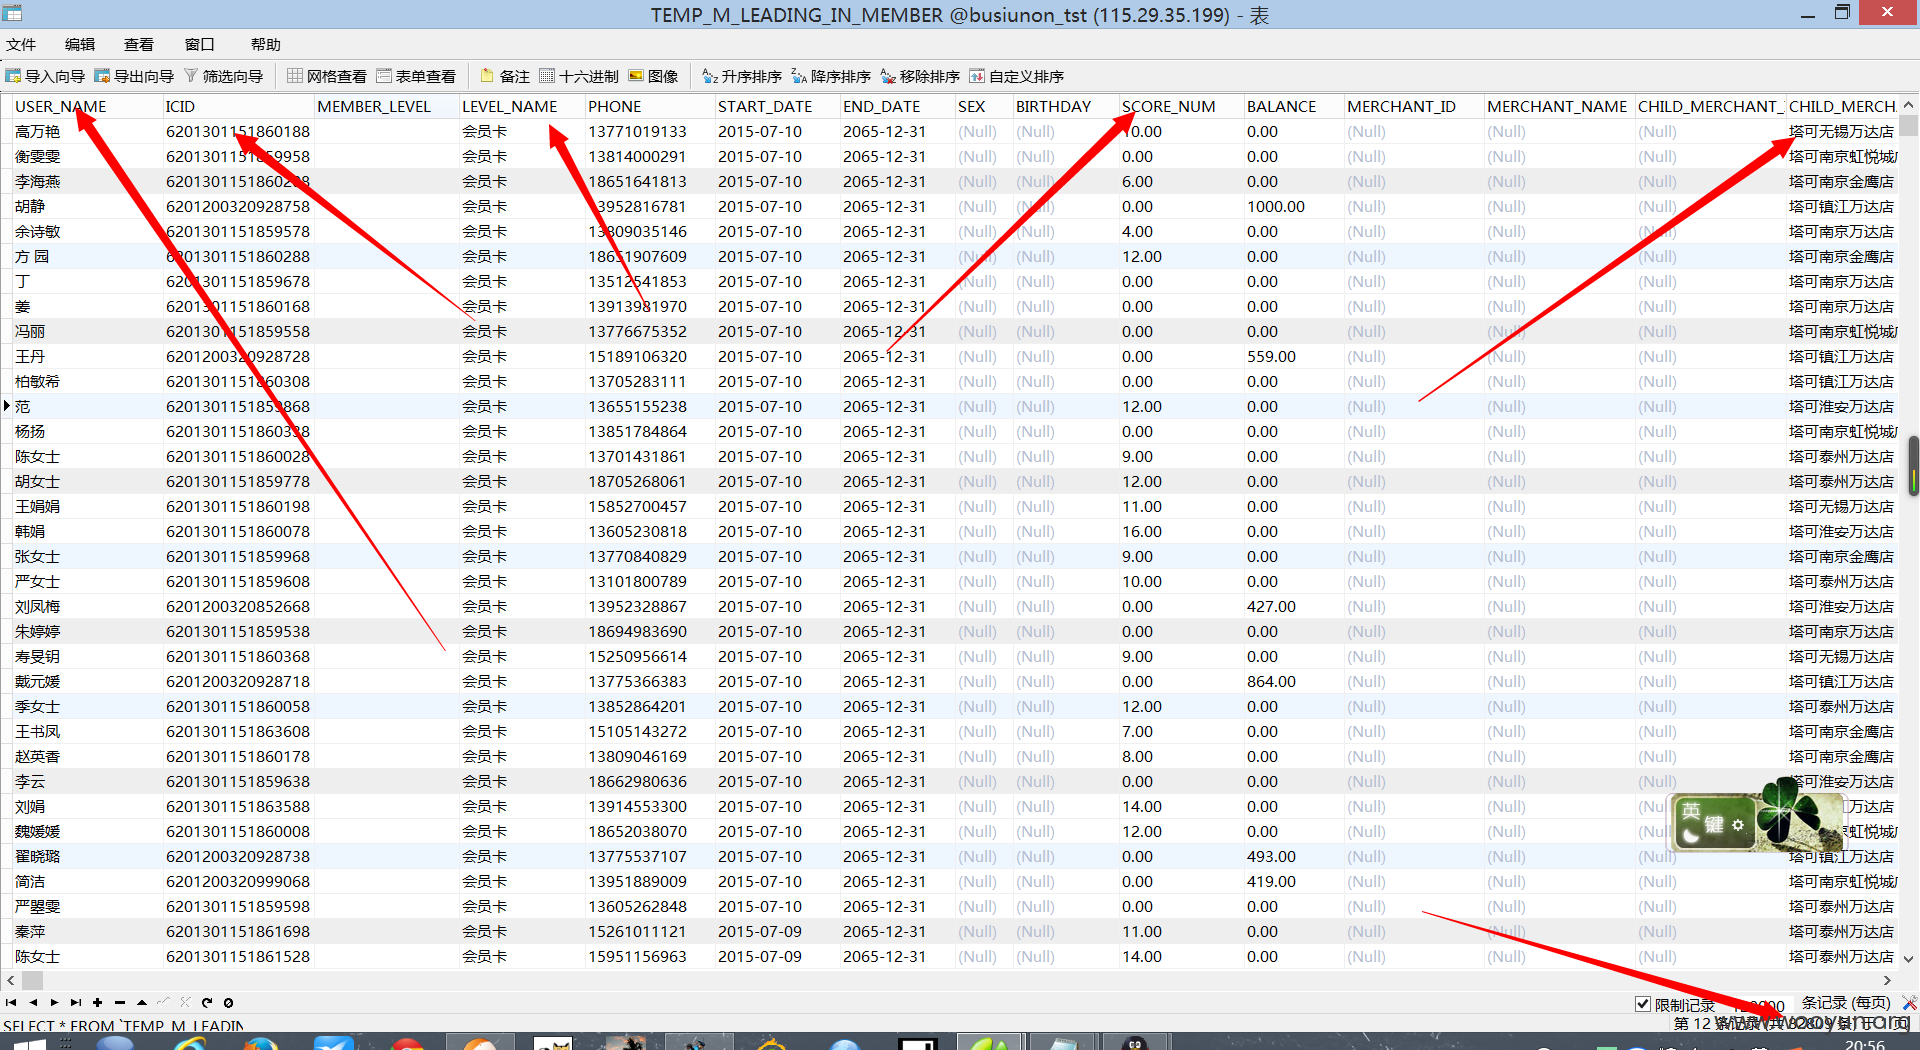 TEMP_M_LEADING_IN_MEMBER @busiunon_tst (115.29.35.199) - 表
文件 编辑 查看 窗口 帮助
导入向导 导出向导 筛选向导 网格查看 表单查看 备注 十六进制 图像 升序排序 降序排序 移除排序 自定义排序
USER_NAME ICID MEMBER_LEVEL LEVEL_NAME PHONE START_DATE END_DATE SEX BIRTHDAY SCORE_NUM BALANCE MERCHANT_ID MERCHANT_NAME CHILD_MERCHANT_ CHILD_MERCH
高万艳 6201301151860188 会员卡 13771019133 2015-07-10 2065-12-31 (Null) (Null) 10.00 0.00 (Null) (Null) (Null) 塔可无锡万达店
衡雯雯 6201301151859958 会员卡 13814000291 2015-07-10 2065-12-31 (Null) (Null) 0.00 0.00 (Null) (Null) (Null) 塔可南京虹悦城
李海燕 会员卡 18651641813 2015-07-10 2065-12-31 (Null) (Null) 6.00 0.00 (Null) (Null) (Null) 塔可南京金鹰店
胡静 6201200320928758 会员卡 13952816781 2015-07-10 2065-12-31 (Null) (Null) 0.00 1000.00 (Null) (Null) (Null) 塔可镇江万达店
余诗敏 6201301151859578 会员卡 13809035146 2015-07-10 2065-12-31 (Null) (Null) 4.00 0.00 (Null) (Null) (Null) 塔可南京万达店
方 园 6201301151860288 会员卡 18651907609 2015-07-10 2065-12-31 (Null) (Null) 12.00 0.00 (Null) (Null) (Null) 塔可南京金鹰店
丁 6201301151859678 会员卡 13512541853 2015-07-10 2065-12-31 (Null) (Null) 0.00 0.00 (Null) (Null) (Null) 塔可南京万达店
姜 6201301151860168 会员卡 13913981970 2015-07-10 2065-12-31 (Null) (Null) 0.00 0.00 (Null) (Null) (Null) 塔可南京万达店
冯丽 6201301151859558 会员卡 13776675352 2015-07-10 2065-12-31 (Null) (Null) 0.00 0.00 (Null) (Null) (Null) 塔可南京虹悦城
王丹 6201200320928728 会员卡 15189106320 2015-07-10 2065-12-31 (Null) (Null) 0.00 559.00 (Null) (Null) (Null) 塔可镇江万达店
柏敏希 6201301151860308 会员卡 13705283111 2015-07-10 2065-12-31 (Null) (Null) 0.00 0.00 (Null) (Null) (Null) 塔可镇江万达店
范 6201301151859868 会员卡 13655155238 2015-07-10 2065-12-31 (Null) (Null) 12.00 0.00 (Null) (Null) (Null) 塔可淮安万达店
杨扬 6201301151860338 会员卡 13851784864 2015-07-10 2065-12-31 (Null) (Null) 0.00 0.00 (Null) (Null) (Null) 塔可南京虹悦城
陈女士 6201301151860028 会员卡 13701431861 2015-07-10 2065-12-31 (Null) (Null) 9.00 0.00 (Null) (Null) (Null) 塔可泰州万达店
胡女士 6201301151859778 会员卡 18705268061 2015-07-10 2065-12-31 (Null) (Null) 12.00 0.00 (Null) (Null) (Null) 塔可泰州万达店
王娟娟 6201301151860198 会员卡 15852700457 2015-07-10 2065-12-31 (Null) (Null) 11.00 0.00 (Null) (Null) (Null) 塔可无锡万达店
韩娟 6201301151860078 会员卡 13605230818 2015-07-10 2065-12-31 (Null) (Null) 16.00 0.00 (Null) (Null) (Null) 塔可淮安万达店
张女士 6201301151859968 会员卡 13770840829 2015-07-10 2065-12-31 (Null) (Null) 9.00 0.00 (Null) (Null) (Null) 塔可南京金鹰店
严女士 6201301151859608 会员卡 13101800789 2015-07-10 2065-12-31 (Null) (Null) 10.00 0.00 (Null) (Null) (Null) 塔可泰州万达店
刘凤梅 6201200320852668 会员卡 13952328867 2015-07-10 2065-12-31 (Null) (Null) 0.00 427.00 (Null) (Null) (Null) 塔可淮安万达店
朱婷婷 6201301151859538 会员卡 18694983690 2015-07-10 2065-12-31 (Null) (Null) 0.00 0.00 (Null) (Null) (Null) 塔可南京万达店
寿旻钥 6201301151860368 会员卡 15250956614 2015-07-10 2065-12-31 (Null) (Null) 9.00 0.00 (Null) (Null) (Null) 塔可无锡万达店
戴元媛 6201200320928718 会员卡 13775366383 2015-07-10 2065-12-31 (Null) (Null) 0.00 864.00 (Null) (Null) (Null) 塔可镇江万达店
季女士 6201301151860058 会员卡 13852864201 2015-07-10 2065-12-31 (Null) (Null) 12.00 0.00 (Null) (Null) (Null) 塔可泰州万达店
王书凤 6201301151863608 会员卡 15105143272 2015-07-10 2065-12-31 (Null) (Null) 7.00 0.00 (Null) (Null) (Null) 塔可南京金鹰店
赵英香 6201301151860178 会员卡 13809046169 2015-07-10 2065-12-31 (Null) (Null) 8.00 0.00 (Null) (Null) (Null) 塔可南京金鹰店
李云 6201301151859638 会员卡 18662980636 2015-07-10 2065-12-31 (Null) (Null) 0.00 0.00 (Null) (Null) (Null) 塔可淮安万达店
刘娟 6201301151863588 会员卡 13914553300 2015-07-10 2065-12-31 (Null) (Null) 14.00 0.00 (Null) (Null) (Null) 万达店
魏媛媛 6201301151860008 会员卡 18652038070 2015-07-10 2065-12-31 (Null) (Null) 12.00 0.00 (Null) (Null) (Null) 虹悦城
翟晓璐 6201200320928738 会员卡 13775537107 2015-07-10 2065-12-31 (Null) (Null) 0.00 493.00 (Null) (Null) (Null) 塔可镇江万达店
简洁 6201200320999068 会员卡 13951889009 2015-07-10 2065-12-31 (Null) (Null) 0.00 419.00 (Null) (Null) (Null) 塔可南京虹悦城
严曌雯 6201301151859598 会员卡 13605262848 2015-07-10 2065-12-31 (Null) (Null) 0.00 0.00 (Null) (Null) (Null) 塔可泰州万达店
秦萍 6201301151861698 会员卡 15261011121 2015-07-09 2065-12-31 (Null) (Null) 11.00 0.00 (Null) (Null) (Null) 塔可泰州万达店
陈女士 6201301151861528 会员卡 15951156963 2015-07-09 2065-12-31 (Null) (Null) 14.00 0.00 (Null) (Null) (Null) 塔可泰州万达店
英 键
限制记录 条记录 (每页)
SELECT * FROM `TEMP_M_LEADIN
第 12 条记录
www.wooyun.org
20:56